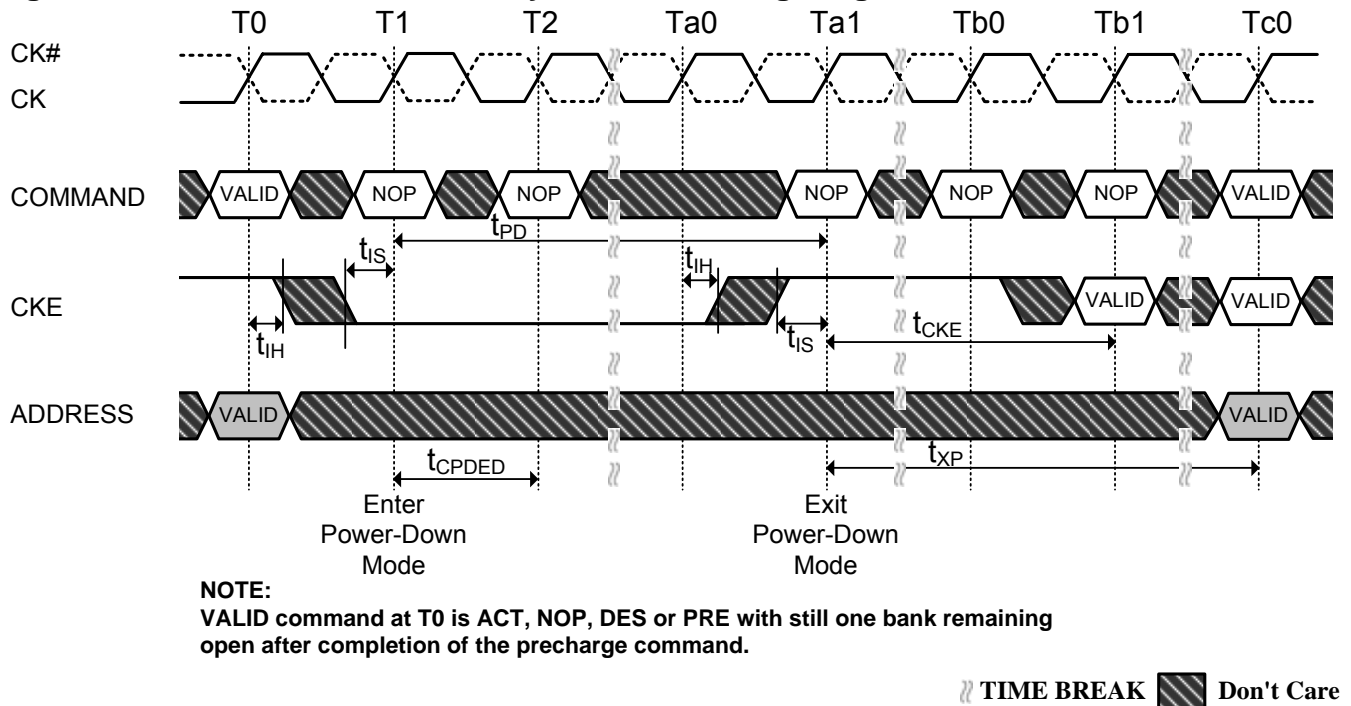 T0 T1 T2 Ta0 Ta1 Tb0 Tb1 Tc0
CK#
CK
COMMAND VALID NOP NOP NOP NOP NOP VALID
tPD
tIS tIH
CKE VALID VALID
tIH tIS tCKE
ADDRESS VALID VALID
tCPDED tXP
Enter Exit
Power-Down Power-Down
Mode Mode
NOTE:
VALID command at T0 is ACT, NOP, DES or PRE with still one bank remaining
open after completion of the precharge command.
TIME BREAK Don't Care